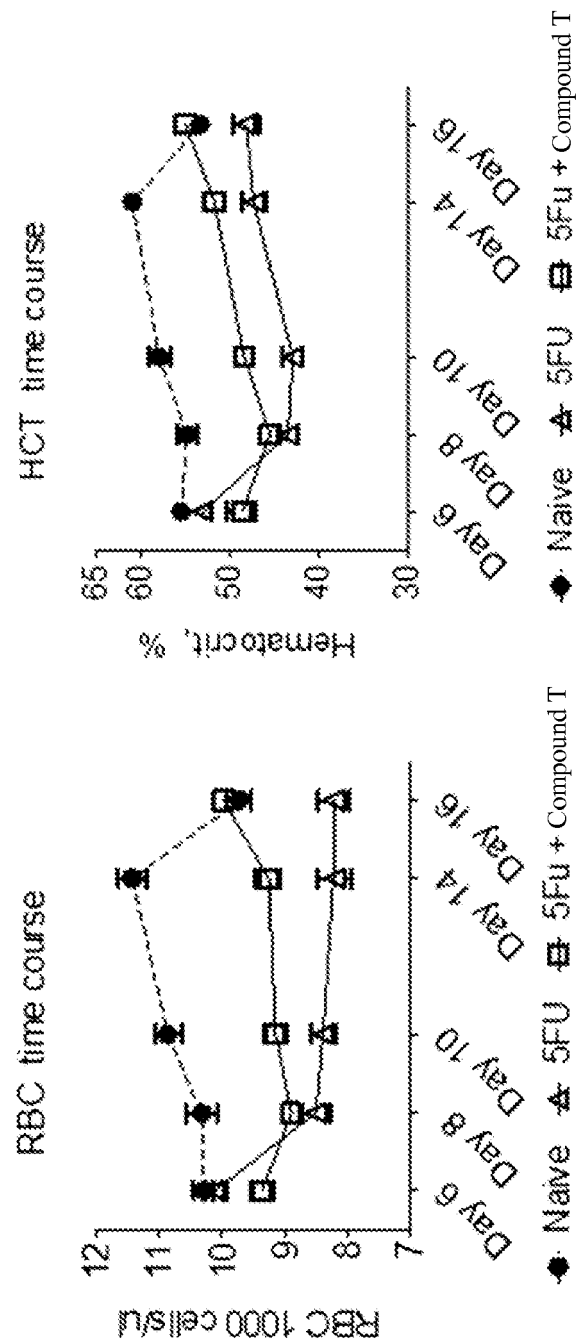 RBC time course
RBC 1000 cells/ul
12
11
10
9
8
7
Day 6
Day 8
Day 10
Day 14
Day 16
Naive 5FU 5Fu + Compound T
HCT time course
Hematocrit, %
65
60
50
40
30
Day 6
Day 8
Day 10
Day 14
Day 16
Naive 5FU 5Fu + Compound T